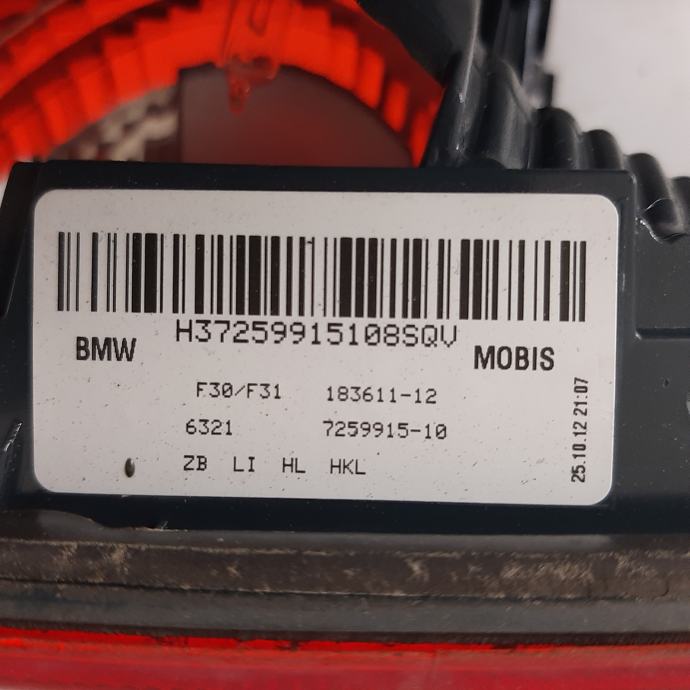 H37259915108SQV
BMW
MOBIS
F30/F31 183611-12
6321 7259915-10
ZB LI HL HKL
25.10.12 21:07